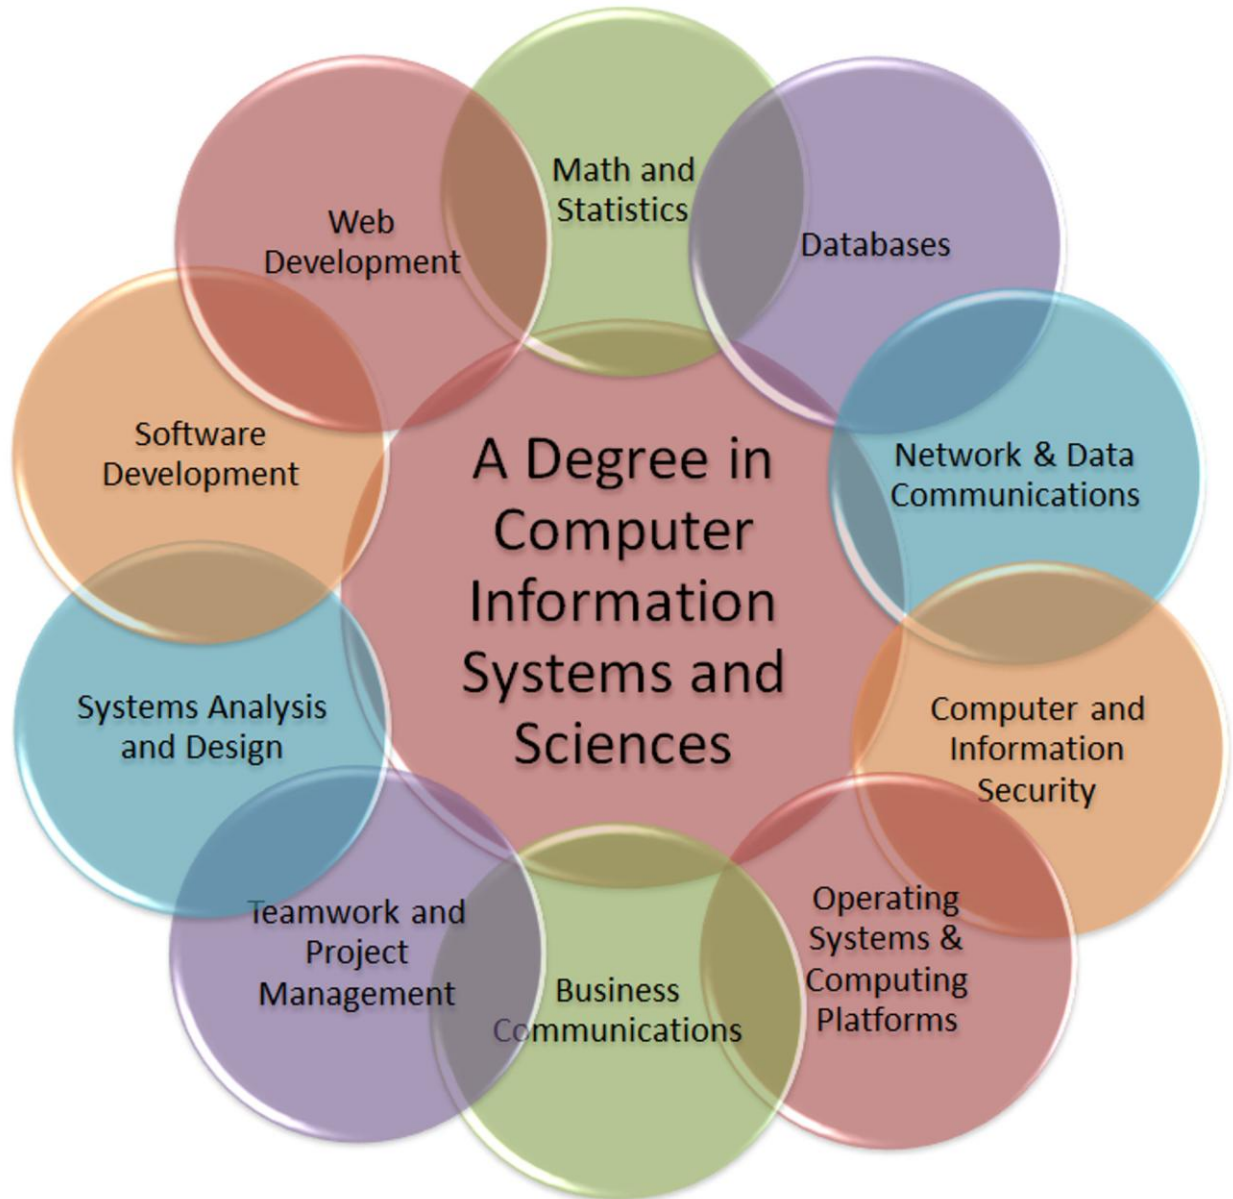 Math and
Statistics
Databases
Network & Data
Communications
Computer and
Information
Security
Operating
Systems &
Computing
Platforms
Business
Communications
Teamwork and
Project
Management
Systems Analysis
and Design
Software
Development
Web
Development
A Degree in
Computer
Information
Systems and
Sciences